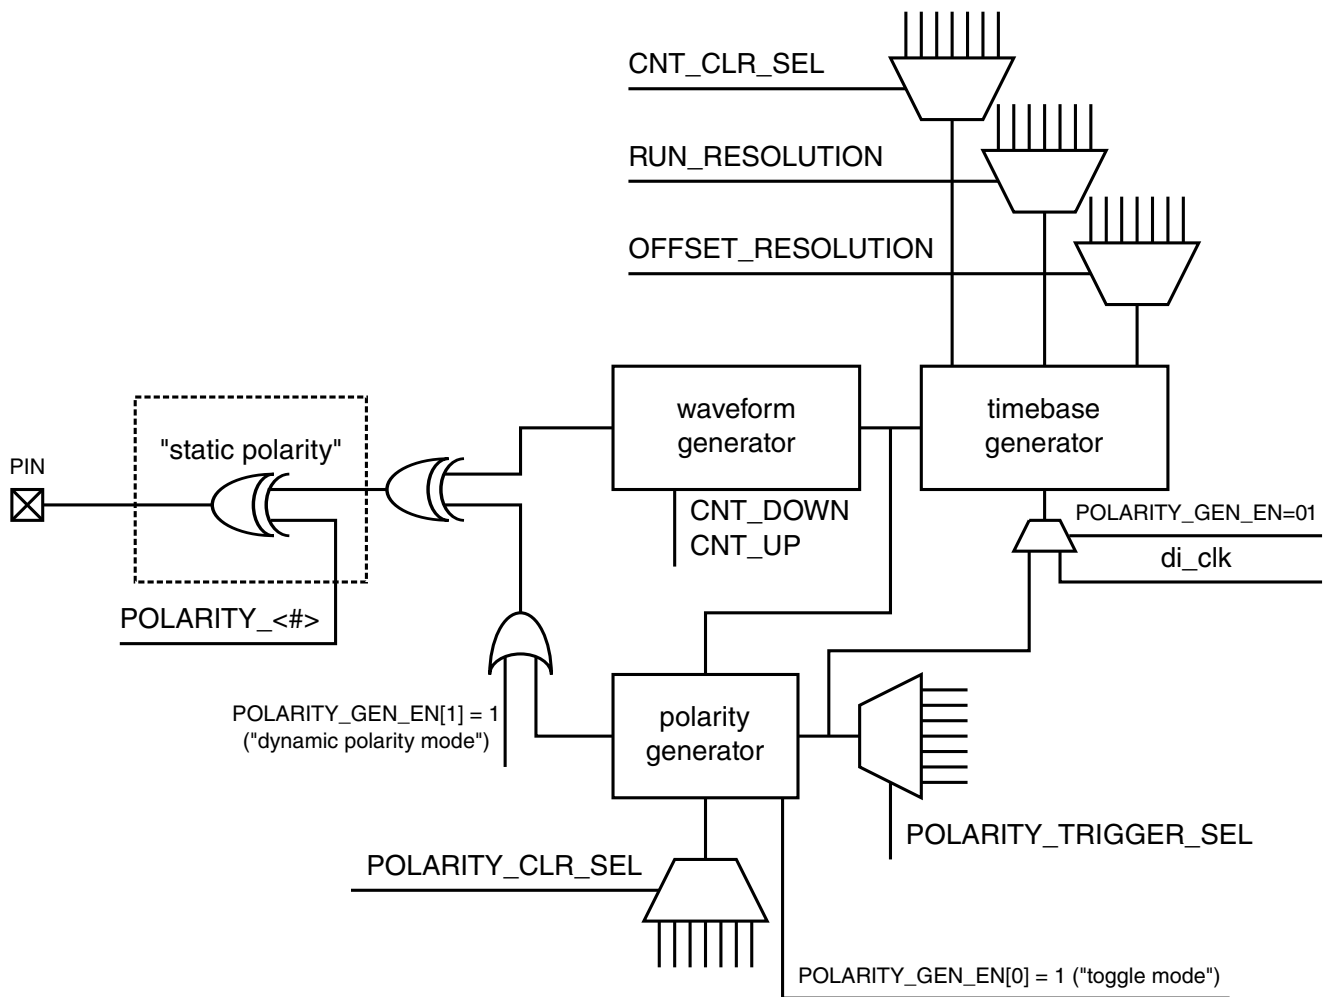 CNT_CLR_SEL
RUN_RESOLUTION
OFFSET_RESOLUTION
waveform
generator
timebase
generator
"static polarity"
PIN
CNT_DOWN
CNT_UP
POLARITY_GEN_EN=01
di_clk
POLARITY_<#>
POLARITY_GEN_EN[1] = 1
("dynamic polarity mode")
polarity
generator
POLARITY_TRIGGER_SEL
POLARITY_CLR_SEL
POLARITY_GEN_EN[0] = 1 ("toggle mode")